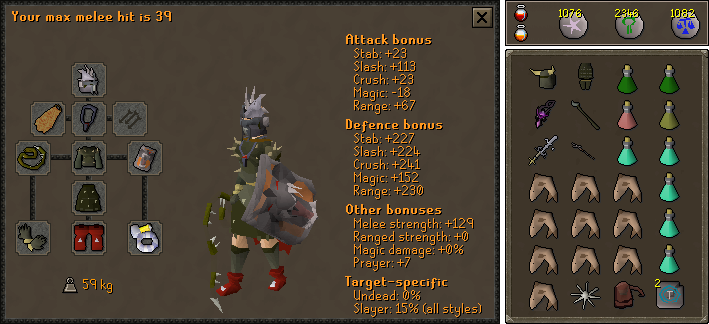 Your max melee hit is 39
Attack bonus
Stab: +23
Slash: +113
Crush: +23
Magic: -18
Range: +67
Defence bonus
Stab: +227
Slash: +224
Crush: +241
Magic: +152
Range: +230
Other bonuses
Melee strength: +129
Ranged strength: +0
Magic damage: +0%
Prayer: +7
Target-specific
Undead: 0%
Slayer: 15% (all styles)
59 kg
1076 2346 1082
2
T